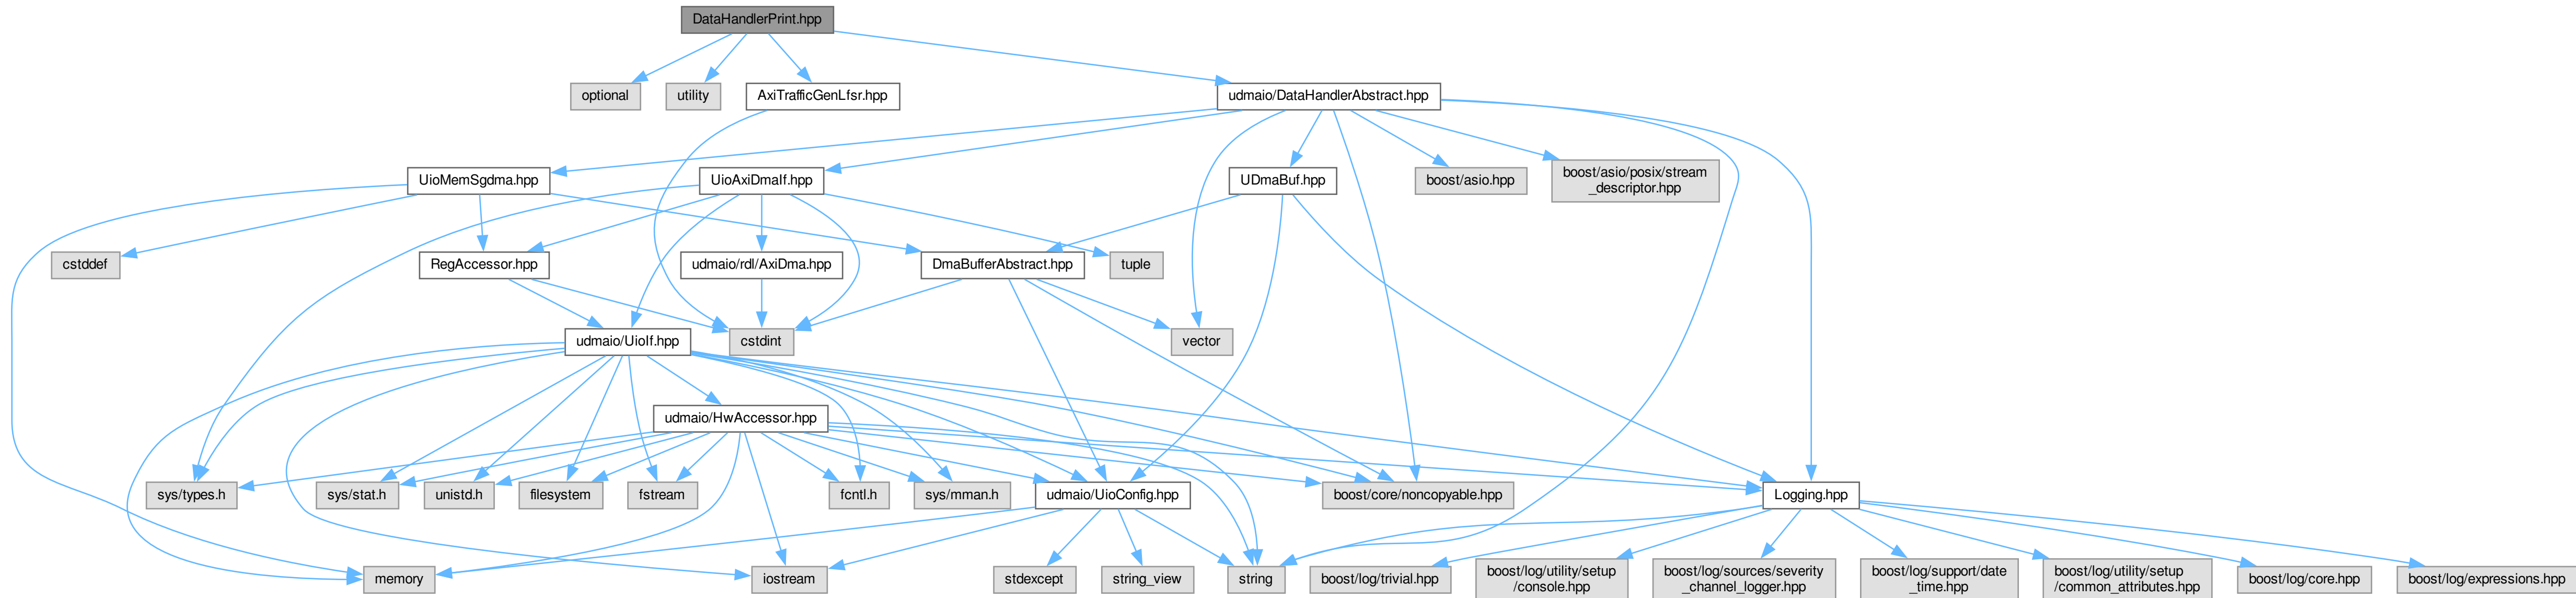 DataHandlerPrint.hpp
optional
utility
AxiTrafficGenLfsr.hpp
udmaio/DataHandlerAbstract.hpp
UioMemSgdma.hpp
UioAxiDmaIf.hpp
UDmaBuf.hpp
boost/asio.hpp
boost/asio/posix/stream
_descriptor.hpp
cstddef
RegAccessor.hpp
udmaio/rdl/AxiDma.hpp
DmaBufferAbstract.hpp
tuple
udmaio/UioIf.hpp
cstdint
vector
udmaio/HwAccessor.hpp
sys/types.h
sys/stat.h
unistd.h
filesystem
fstream
fcntl.h
sys/mman.h
udmaio/UioConfig.hpp
boost/core/noncopyable.hpp
Logging.hpp
memory
iostream
stdexcept
string_view
string
boost/log/trivial.hpp
boost/log/utility/setup
/console.hpp
boost/log/sources/severity
_channel_logger.hpp
boost/log/support/date
_time.hpp
boost/log/utility/setup
/common_attributes.hpp
boost/log/core.hpp
boost/log/expressions.hpp